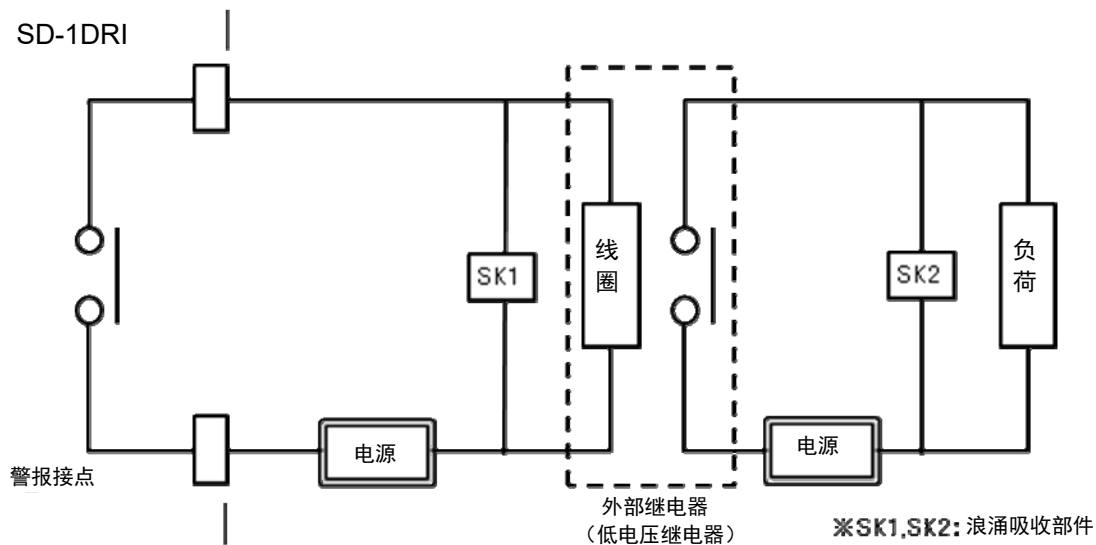 SD-1DRI
SK1
线圈
SK2
负荷
电源
电源
警报接点
外部继电器
（低电压继电器）
※SK1,SK2: 浪涌吸收部件